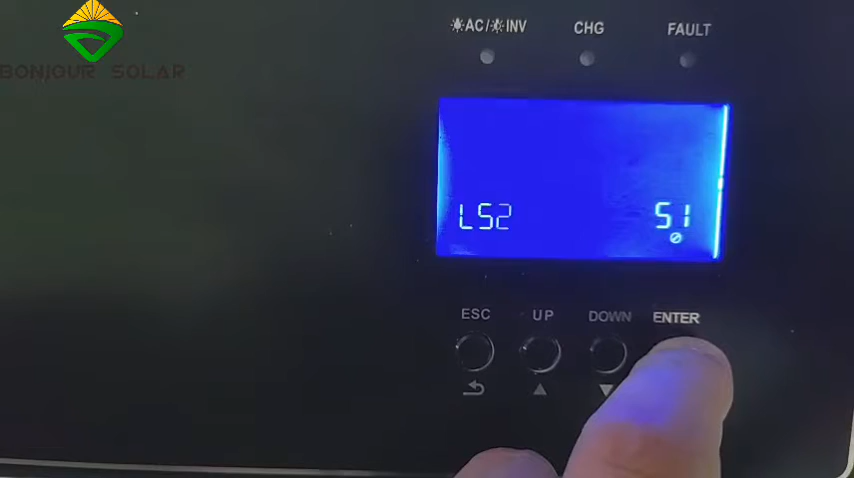 BONJOUR SOLAR
AC/ INV CHG FAULT
LS2 51
ESC UP DOWN ENTER